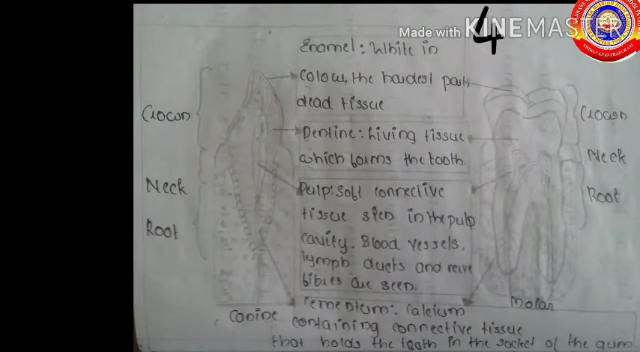 Made with KINEMASTER
4
Enamel: White in
Colour, the hardest part
dead tissue
Dentine: Living tissue
which forms the tooth.
Pulp: Soft connective
tissue seen in the pulp
cavity. Blood vessels,
lymph ducts and nerve
fibres are seen.
Cementum: Calcium
containing connective tissue
that holds the teeth in the socket of the gum
Crown
Neck
Root
Canine
Crown
Neck
Root
Molar